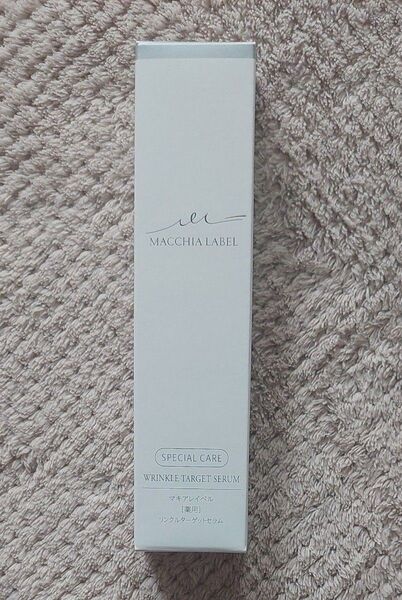 MACCHIA LABEL
SPECIAL CARE
WRINKLE TARGET SERUM
マキアレイベル
[薬用]
リンクルターゲットセラム